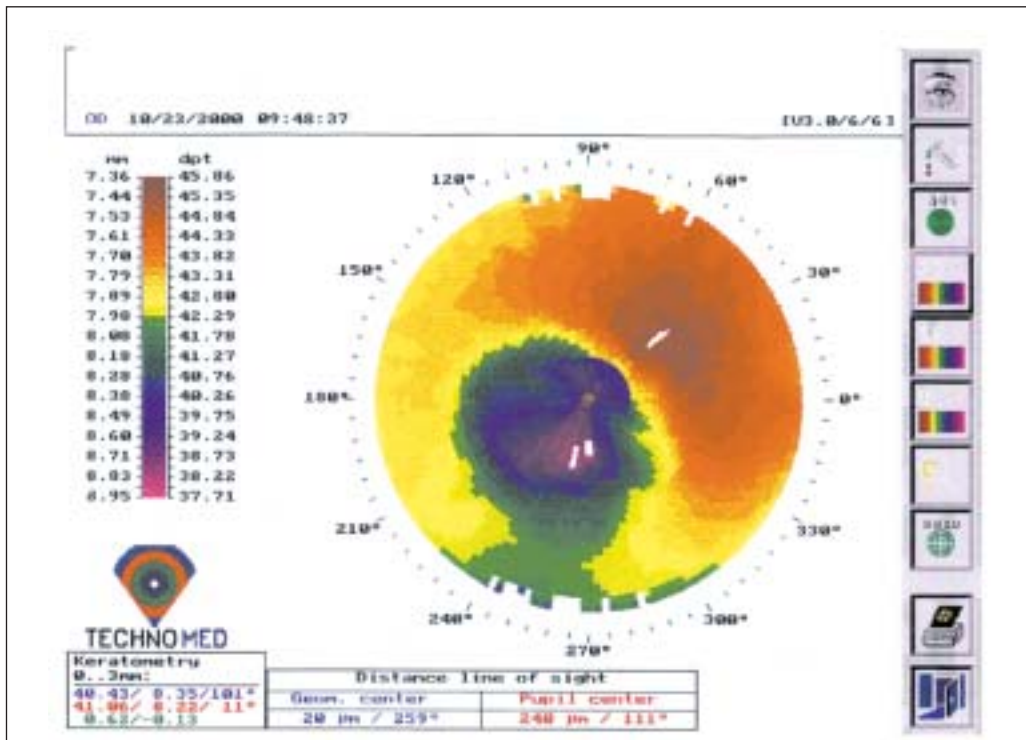 OD 10/23/2000 09:48:37 [V3.0/6/6]
mm dpt
7.36 45.86
7.44 45.35
7.53 44.84
7.61 44.33
7.70 43.82
7.79 43.31
7.89 42.80
7.98 42.29
8.08 41.78
8.18 41.27
8.28 40.76
8.38 40.26
8.49 39.75
8.60 39.24
8.71 38.73
8.83 38.22
8.95 37.71
90°
120° 60°
150° 30°
180° 0°
210° 330°
240° 300°
270°
TECHNOMED
Keratometry
0..3mm:
40.43/ 8.35/101°
41.06/ 8.22/ 11°
0.62/-0.13
Distance line of sight
Geom. center Pupil center
20 µm / 259° 240 µm / 111°